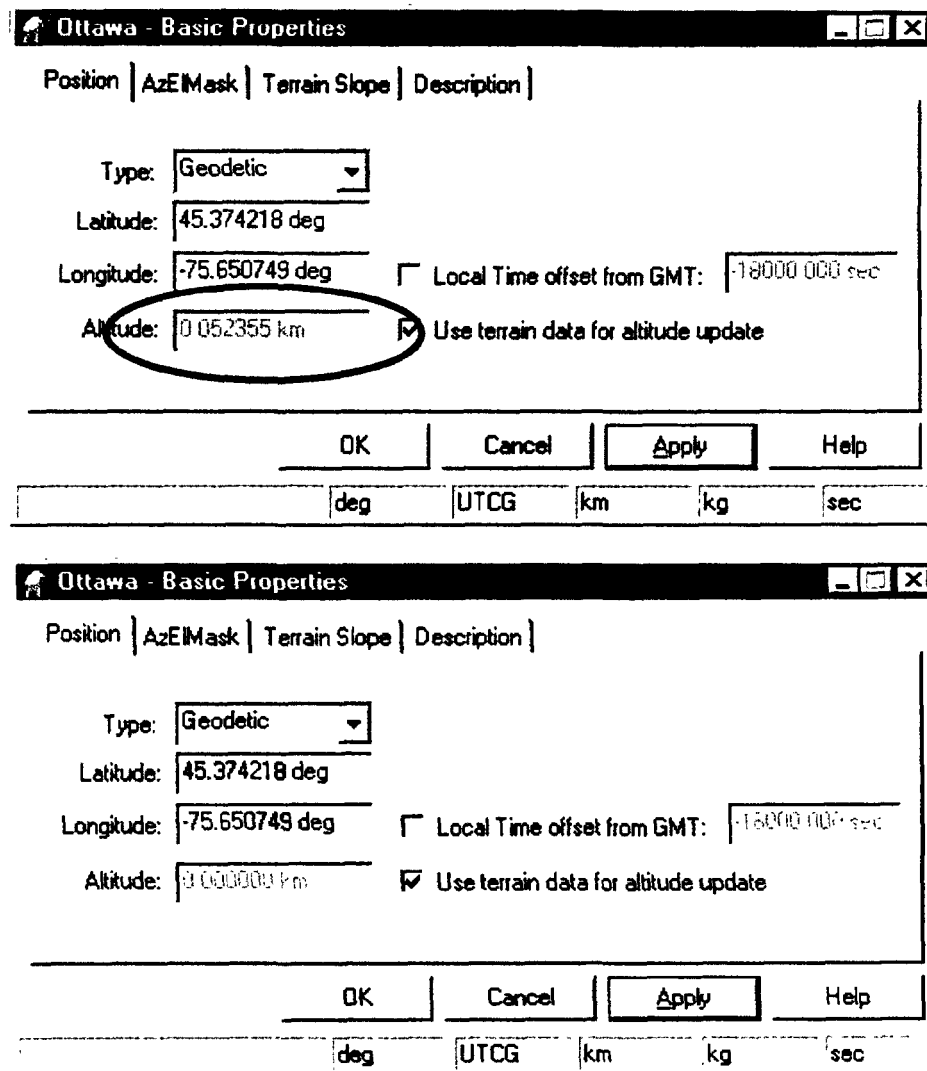 Ottawa - Basic Properties
Position AzElMask Terrain Slope Description
Type: Geodetic
Latitude: 45.374218 deg
Longitude: -75.650749 deg Local Time offset from GMT: -18000.000 sec
Altitude: 0.052355 km Use terrain data for altitude update
OK Cancel Apply Help
deg UTCG km kg sec
Ottawa - Basic Properties
Position AzElMask Terrain Slope Description
Type: Geodetic
Latitude: 45.374218 deg
Longitude: -75.650749 deg Local Time offset from GMT: -18000.000 sec
Altitude: 0.000000 km Use terrain data for altitude update
OK Cancel Apply Help
deg UTCG km kg sec